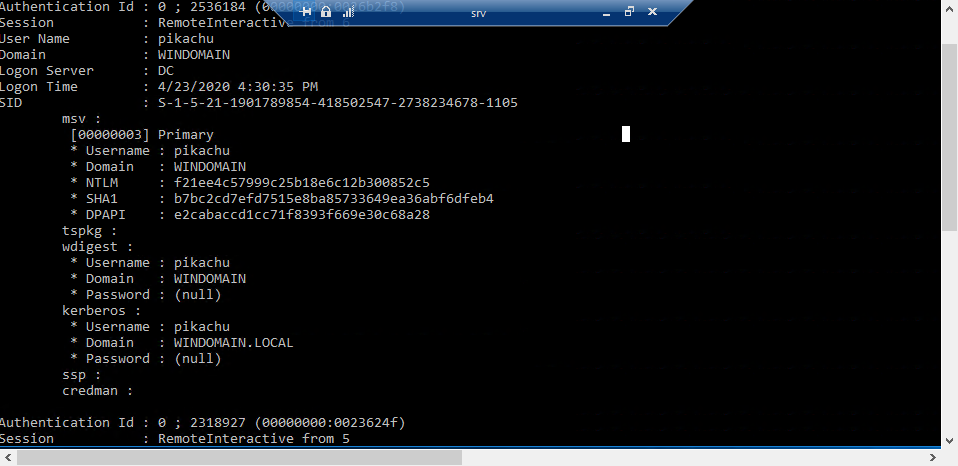 Authentication Id : 0 ; 2536184 (00000000:0026b2f8)
srv
Session           : RemoteInteractive from 6
User Name         : pikachu
Domain            : WINDOMAIN
Logon Server      : DC
Logon Time        : 4/23/2020 4:30:35 PM
SID               : S-1-5-21-1901789854-418502547-2738234678-1105
        msv :
         [00000003] Primary
         * Username : pikachu
         * Domain   : WINDOMAIN
         * NTLM     : f21ee4c57999c25b18e6c12b300852c5
         * SHA1     : b7bc2cd7efd7515e8ba85733649ea36abf6dfeb4
         * DPAPI    : e2cabaccd1cc71f8393f669e30c68a28
        tspkg :
        wdigest :
         * Username : pikachu
         * Domain   : WINDOMAIN
         * Password : (null)
        kerberos :
         * Username : pikachu
         * Domain   : WINDOMAIN.LOCAL
         * Password : (null)
        ssp :
        credman :
Authentication Id : 0 ; 2318927 (00000000:0023624f)
Session           : RemoteInteractive from 5